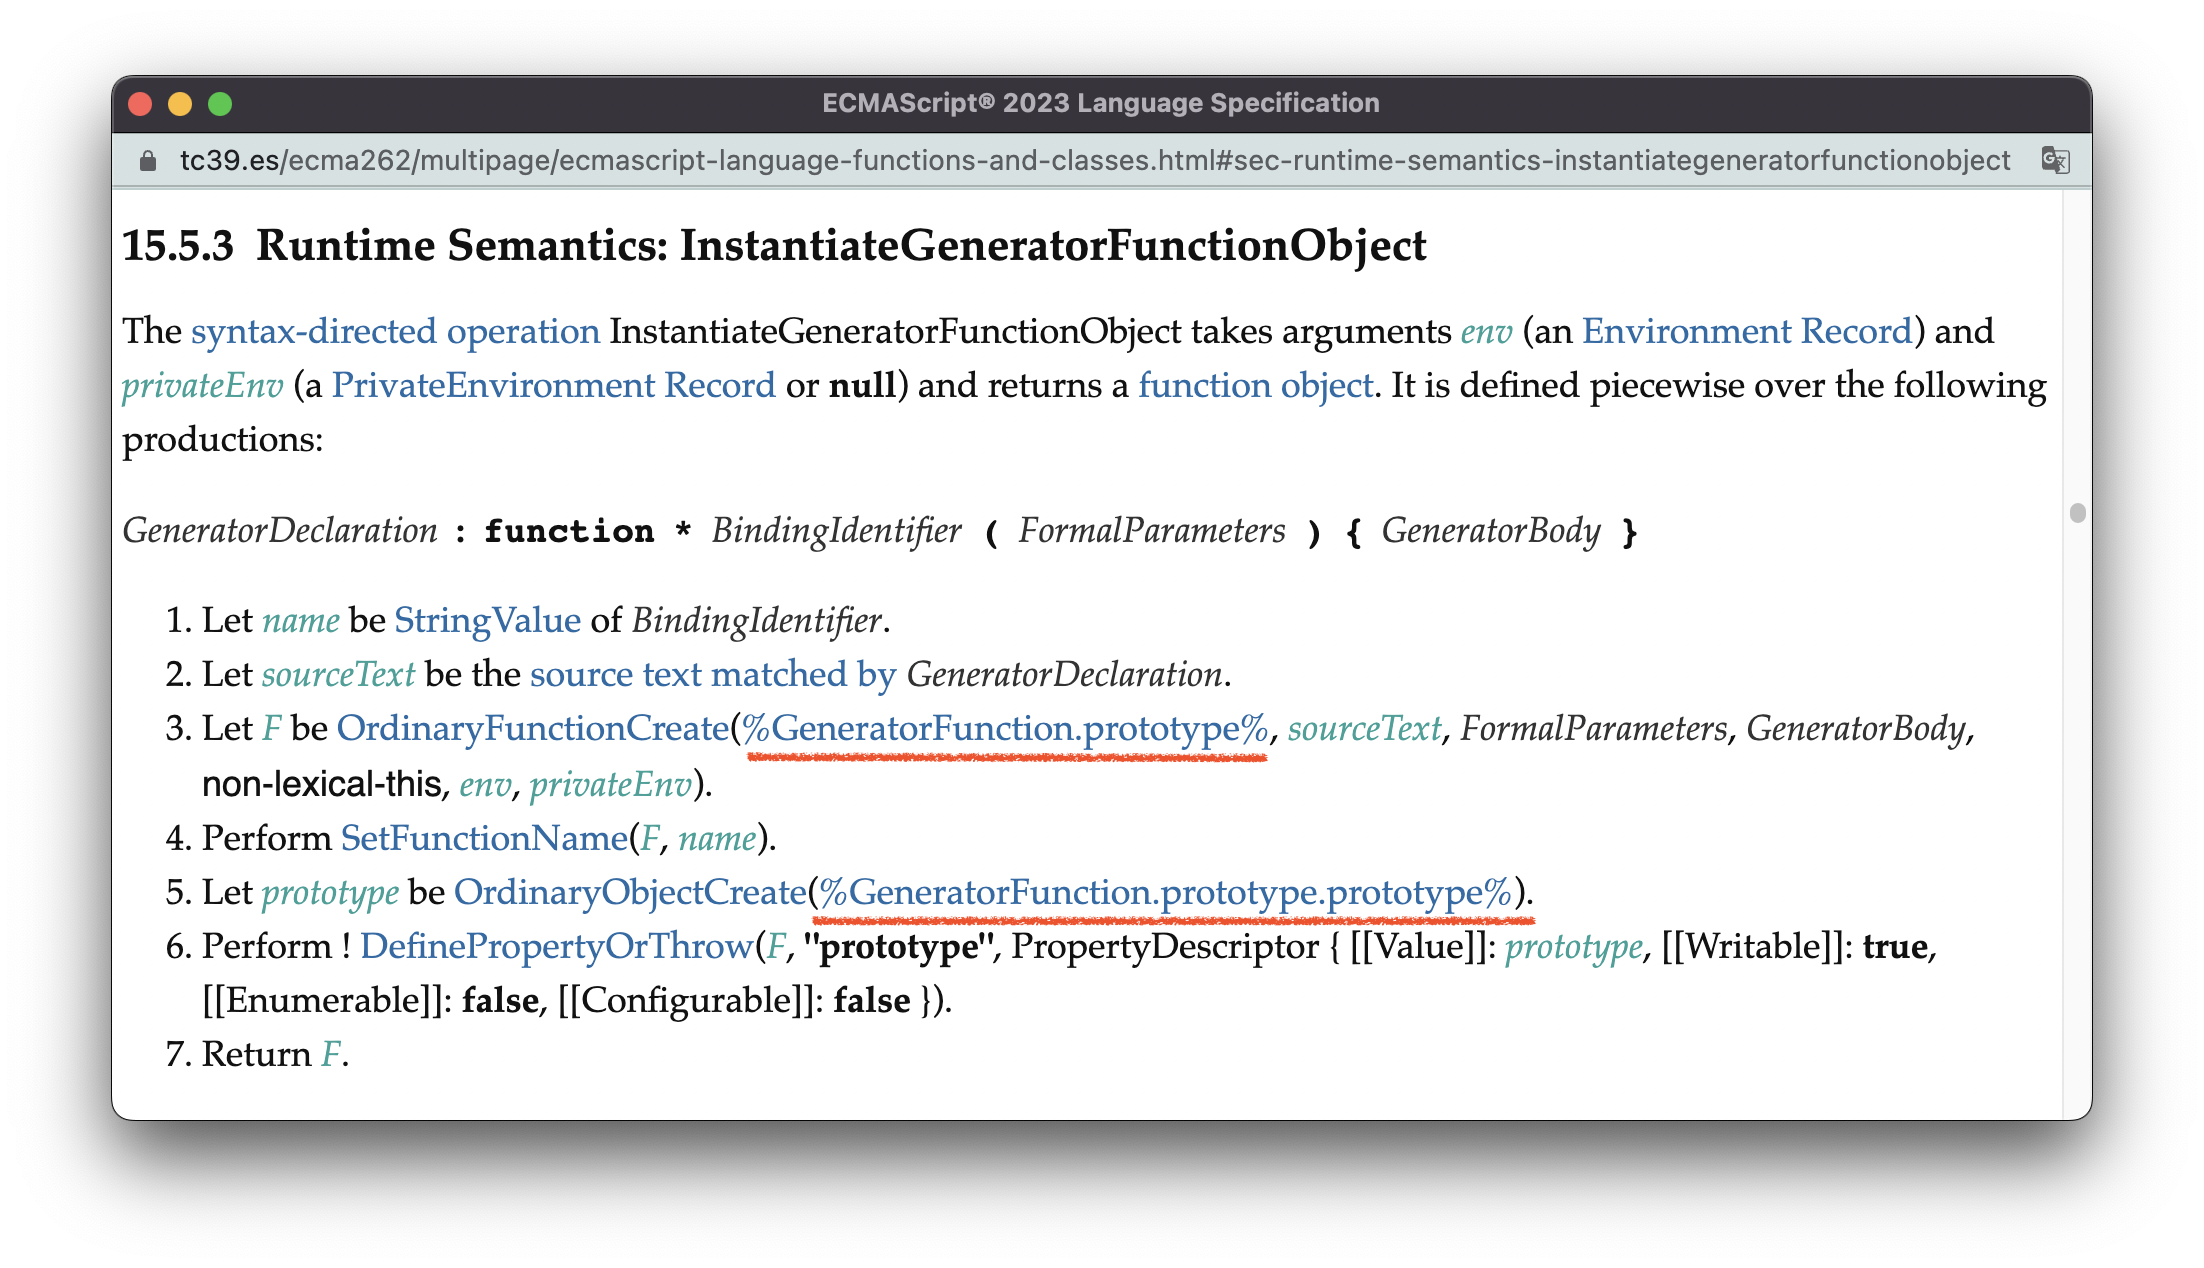 ECMAScript® 2023 Language Specification
tc39.es/ecma262/multipage/ecmascript-language-functions-and-classes.html#sec-runtime-semantics-instantiategeneratorfunctionobject
15.5.3 Runtime Semantics: InstantiateGeneratorFunctionObject
The syntax-directed operation InstantiateGeneratorFunctionObject takes arguments env (an Environment Record) and
privateEnv (a PrivateEnvironment Record or null) and returns a function object. It is defined piecewise over the following
productions:
GeneratorDeclaration : function * BindingIdentifier ( FormalParameters ) { GeneratorBody }
1. Let name be StringValue of BindingIdentifier.
2. Let sourceText be the source text matched by GeneratorDeclaration.
3. Let F be OrdinaryFunctionCreate(%GeneratorFunction.prototype%, sourceText, FormalParameters, GeneratorBody,
non-lexical-this, env, privateEnv).
4. Perform SetFunctionName(F, name).
5. Let prototype be OrdinaryObjectCreate(%GeneratorFunction.prototype.prototype%).
6. Perform ! DefinePropertyOrThrow(F, "prototype", PropertyDescriptor { [[Value]]: prototype, [[Writable]]: true,
[[Enumerable]]: false, [[Configurable]]: false }).
7. Return F.